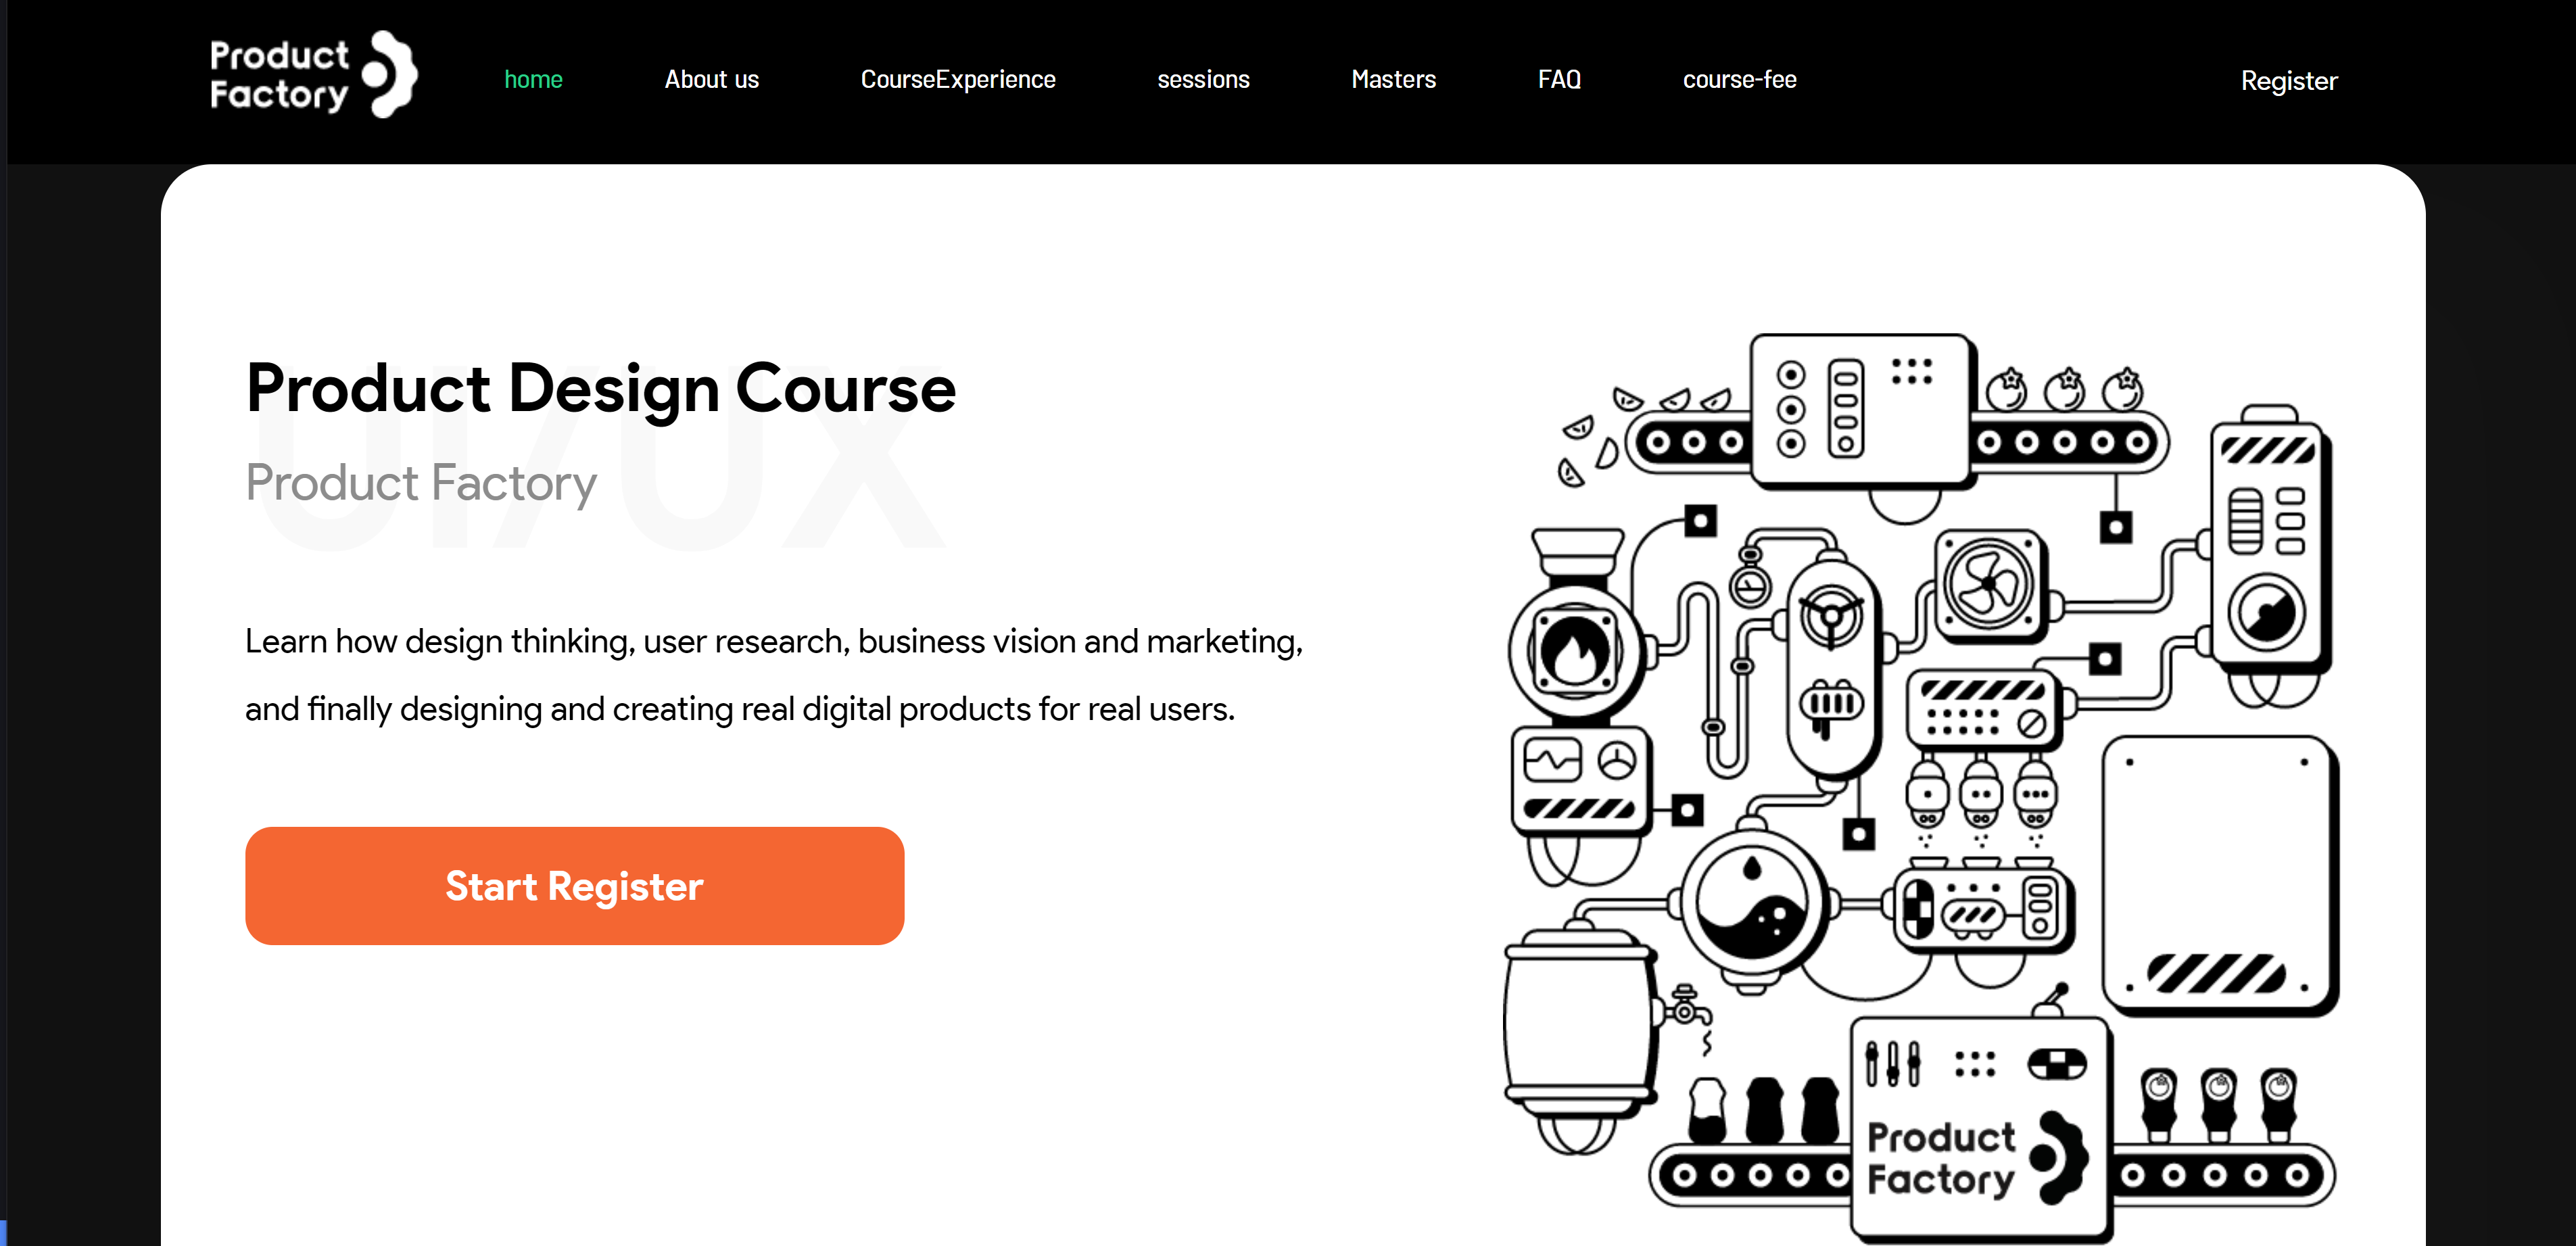 Product
Factory
home About us CourseExperience sessions Masters FAQ course-fee Register
UI/UX
Product Design Course
Product Factory
Learn how design thinking, user research, business vision and marketing,
and finally designing and creating real digital products for real users.
Start Register
Product
Factory